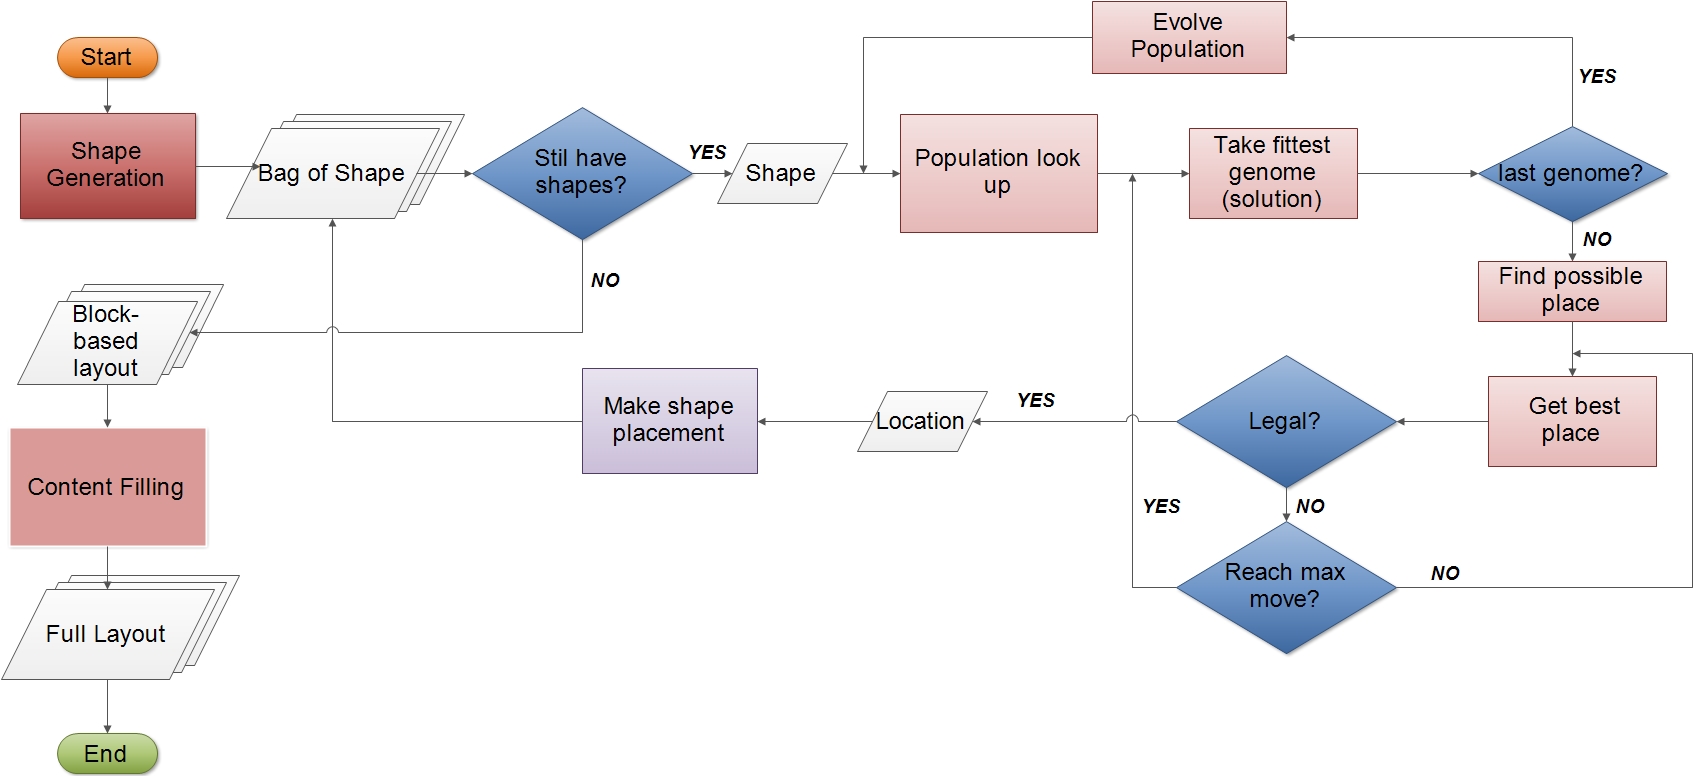 Start
Shape
Generation
Bag of Shape
Stil have
shapes?
YES
Shape
Population look
up
Evolve
Population
Take fittest
genome
(solution)
last genome?
YES
NO
Find possible
place
Get best
place
Legal?
YES
NO
Reach max
move?
YES
NO
Location
Make shape
placement
NO
Block-
based
layout
Content Filling
Full Layout
End